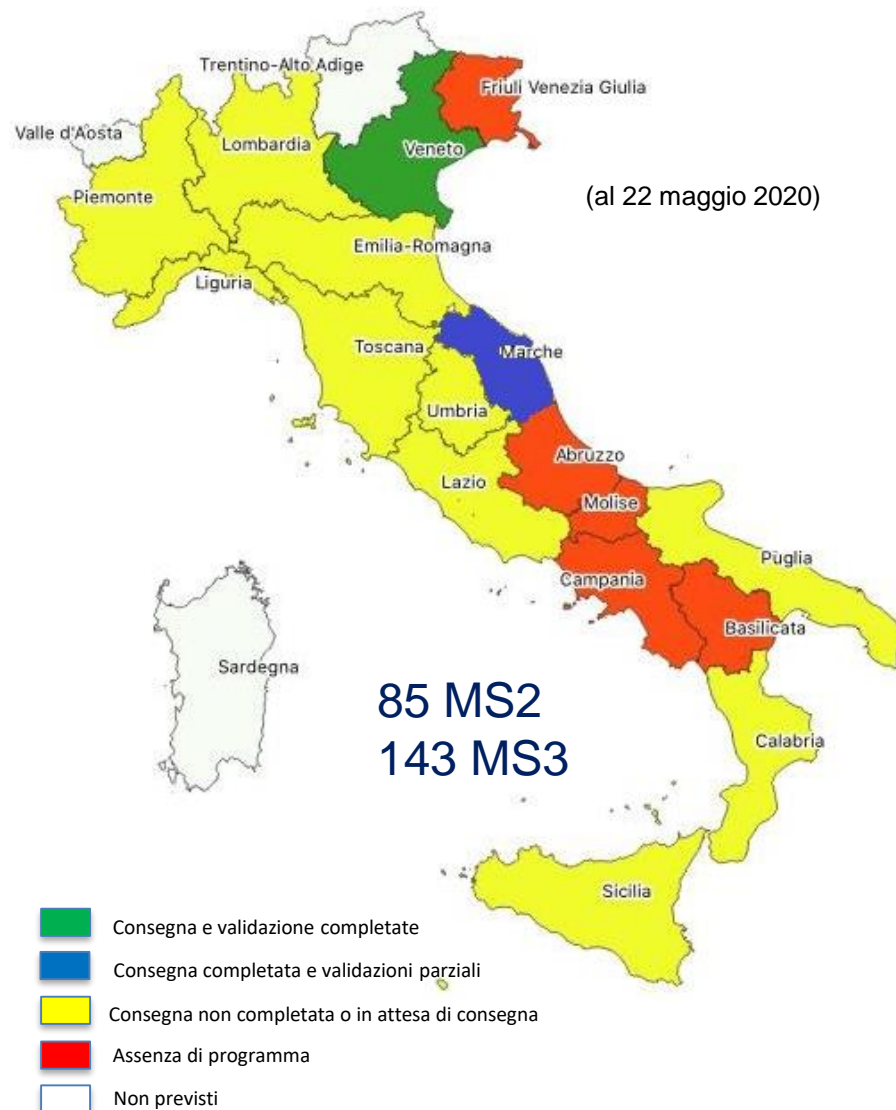 Trentino-Alto Adige
Friuli Venezia Giulia
Valle d'Aosta
Lombardia
Veneto
Piemonte
(al 22 maggio 2020)
Emilia-Romagna
Liguria
Toscana
Marche
Umbria
Abruzzo
Lazio
Molise
Puglia
Campania
Basilicata
Sardegna
85 MS2
143 MS3
Calabria
Sicilia
Consegna e validazione completate
Consegna completata e validazioni parziali
Consegna non completata o in attesa di consegna
Assenza di programma
Non previsti